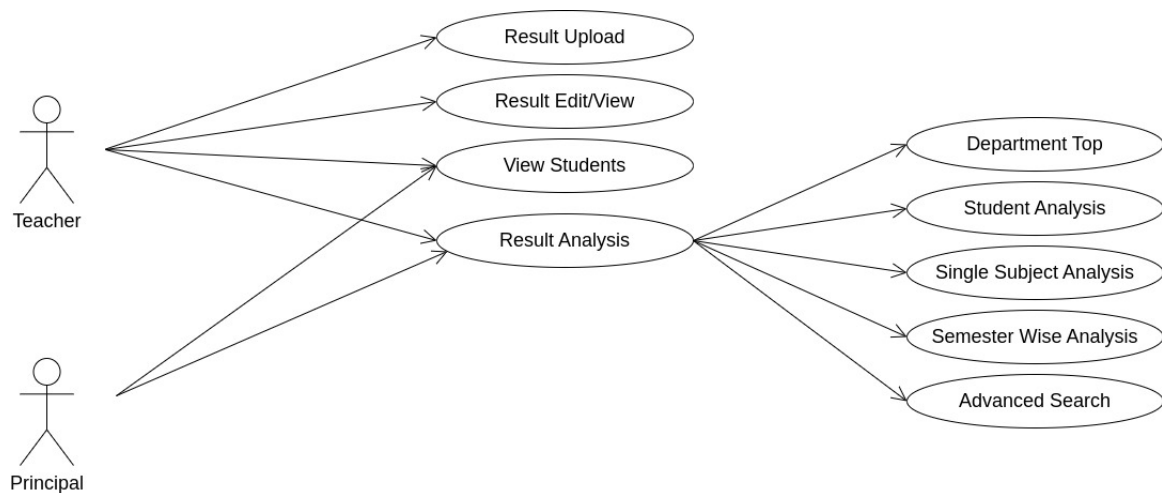 Result Upload
Result Edit/View
View Students
Result Analysis
Teacher
Principal
Department Top
Student Analysis
Single Subject Analysis
Semester Wise Analysis
Advanced Search